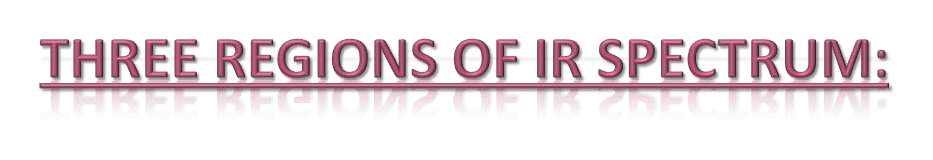 THREE REGIONS OF IR SPECTRUM: